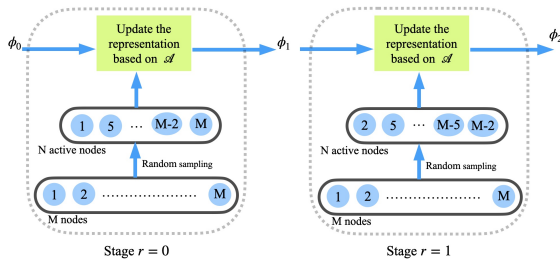 Update the
representation
based on 𝒜
ϕ0
ϕ1
1 5 ... M-2 M
N active nodes
Random sampling
1 2 ........................ M
M nodes
Stage r = 0
Update the
representation
based on 𝒜
ϕ2
2 5 ... M-5 M-2
N active nodes
Random sampling
1 2 ........................ M
M nodes
Stage r = 1